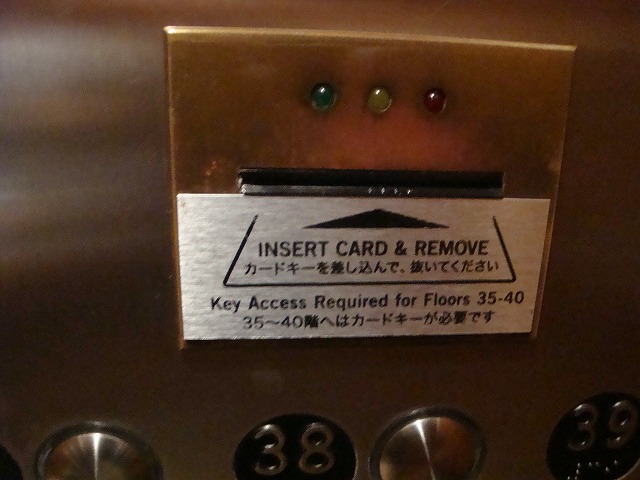 INSERT CARD & REMOVE
カードキーを差し込んで、抜いてください
Key Access Required for Floors 35-40
35〜40階へはカードキーが必要です
38
39